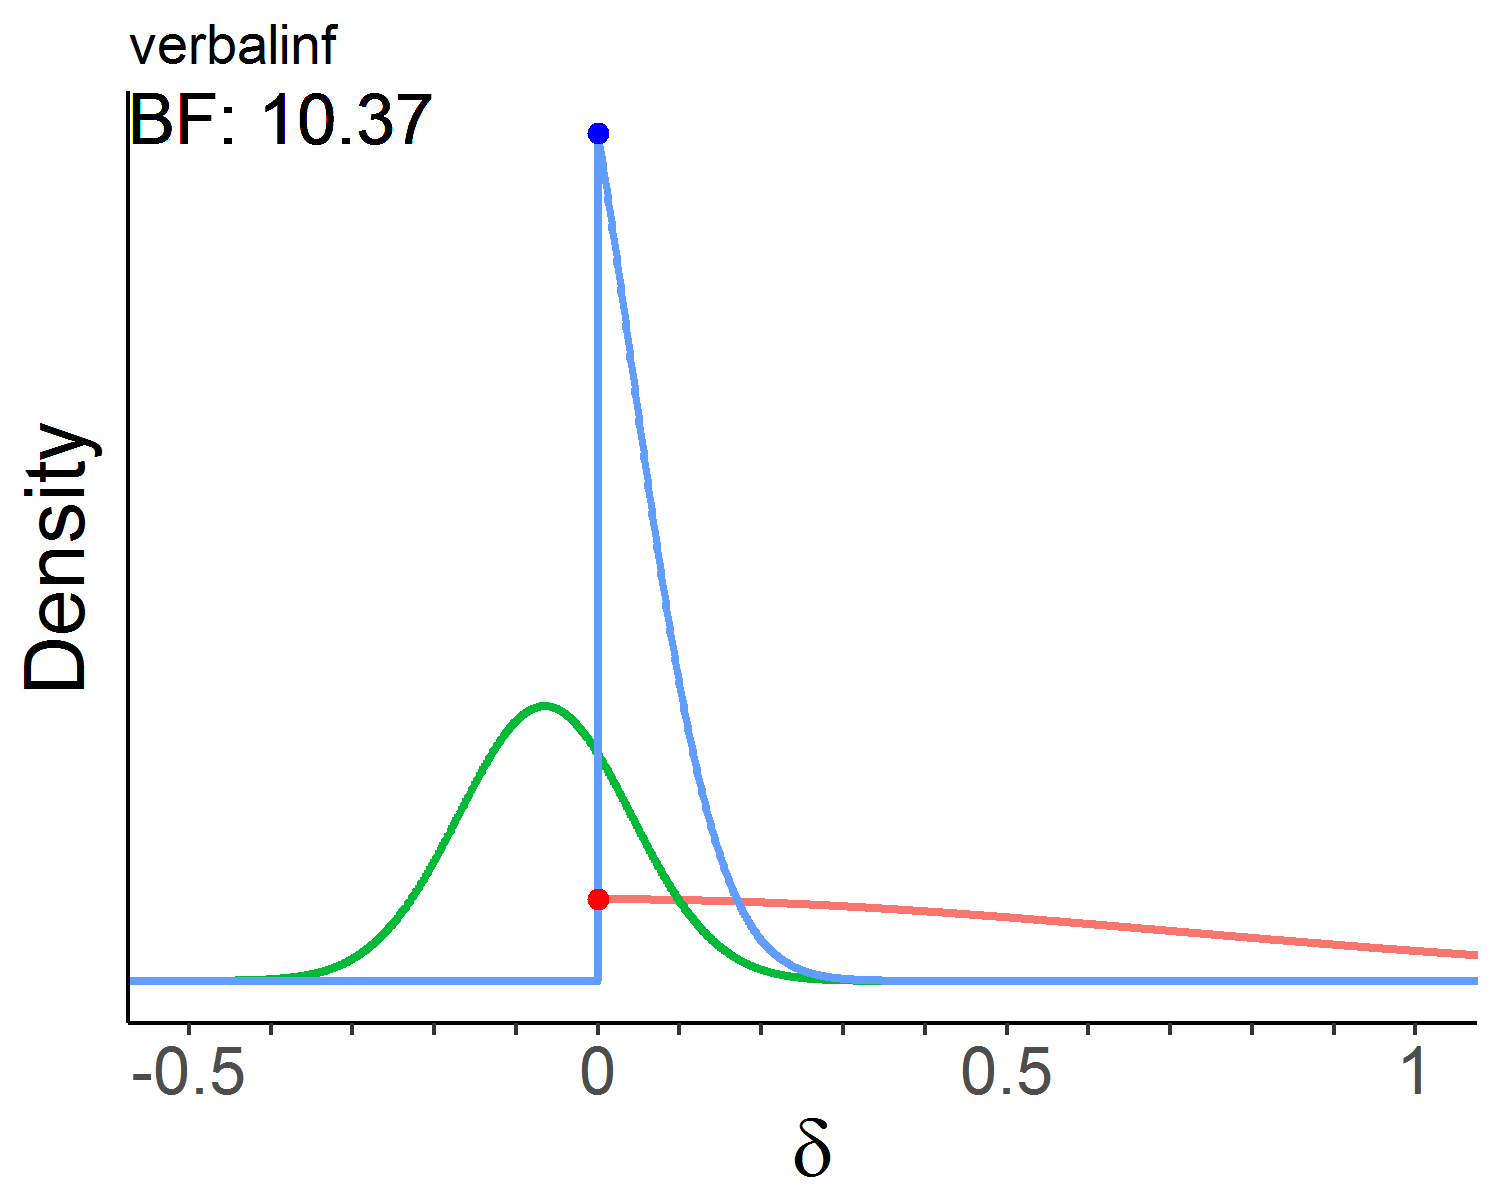 verbalinf
BF: 10.37
Density
-0.5 0 0.5 1
δ